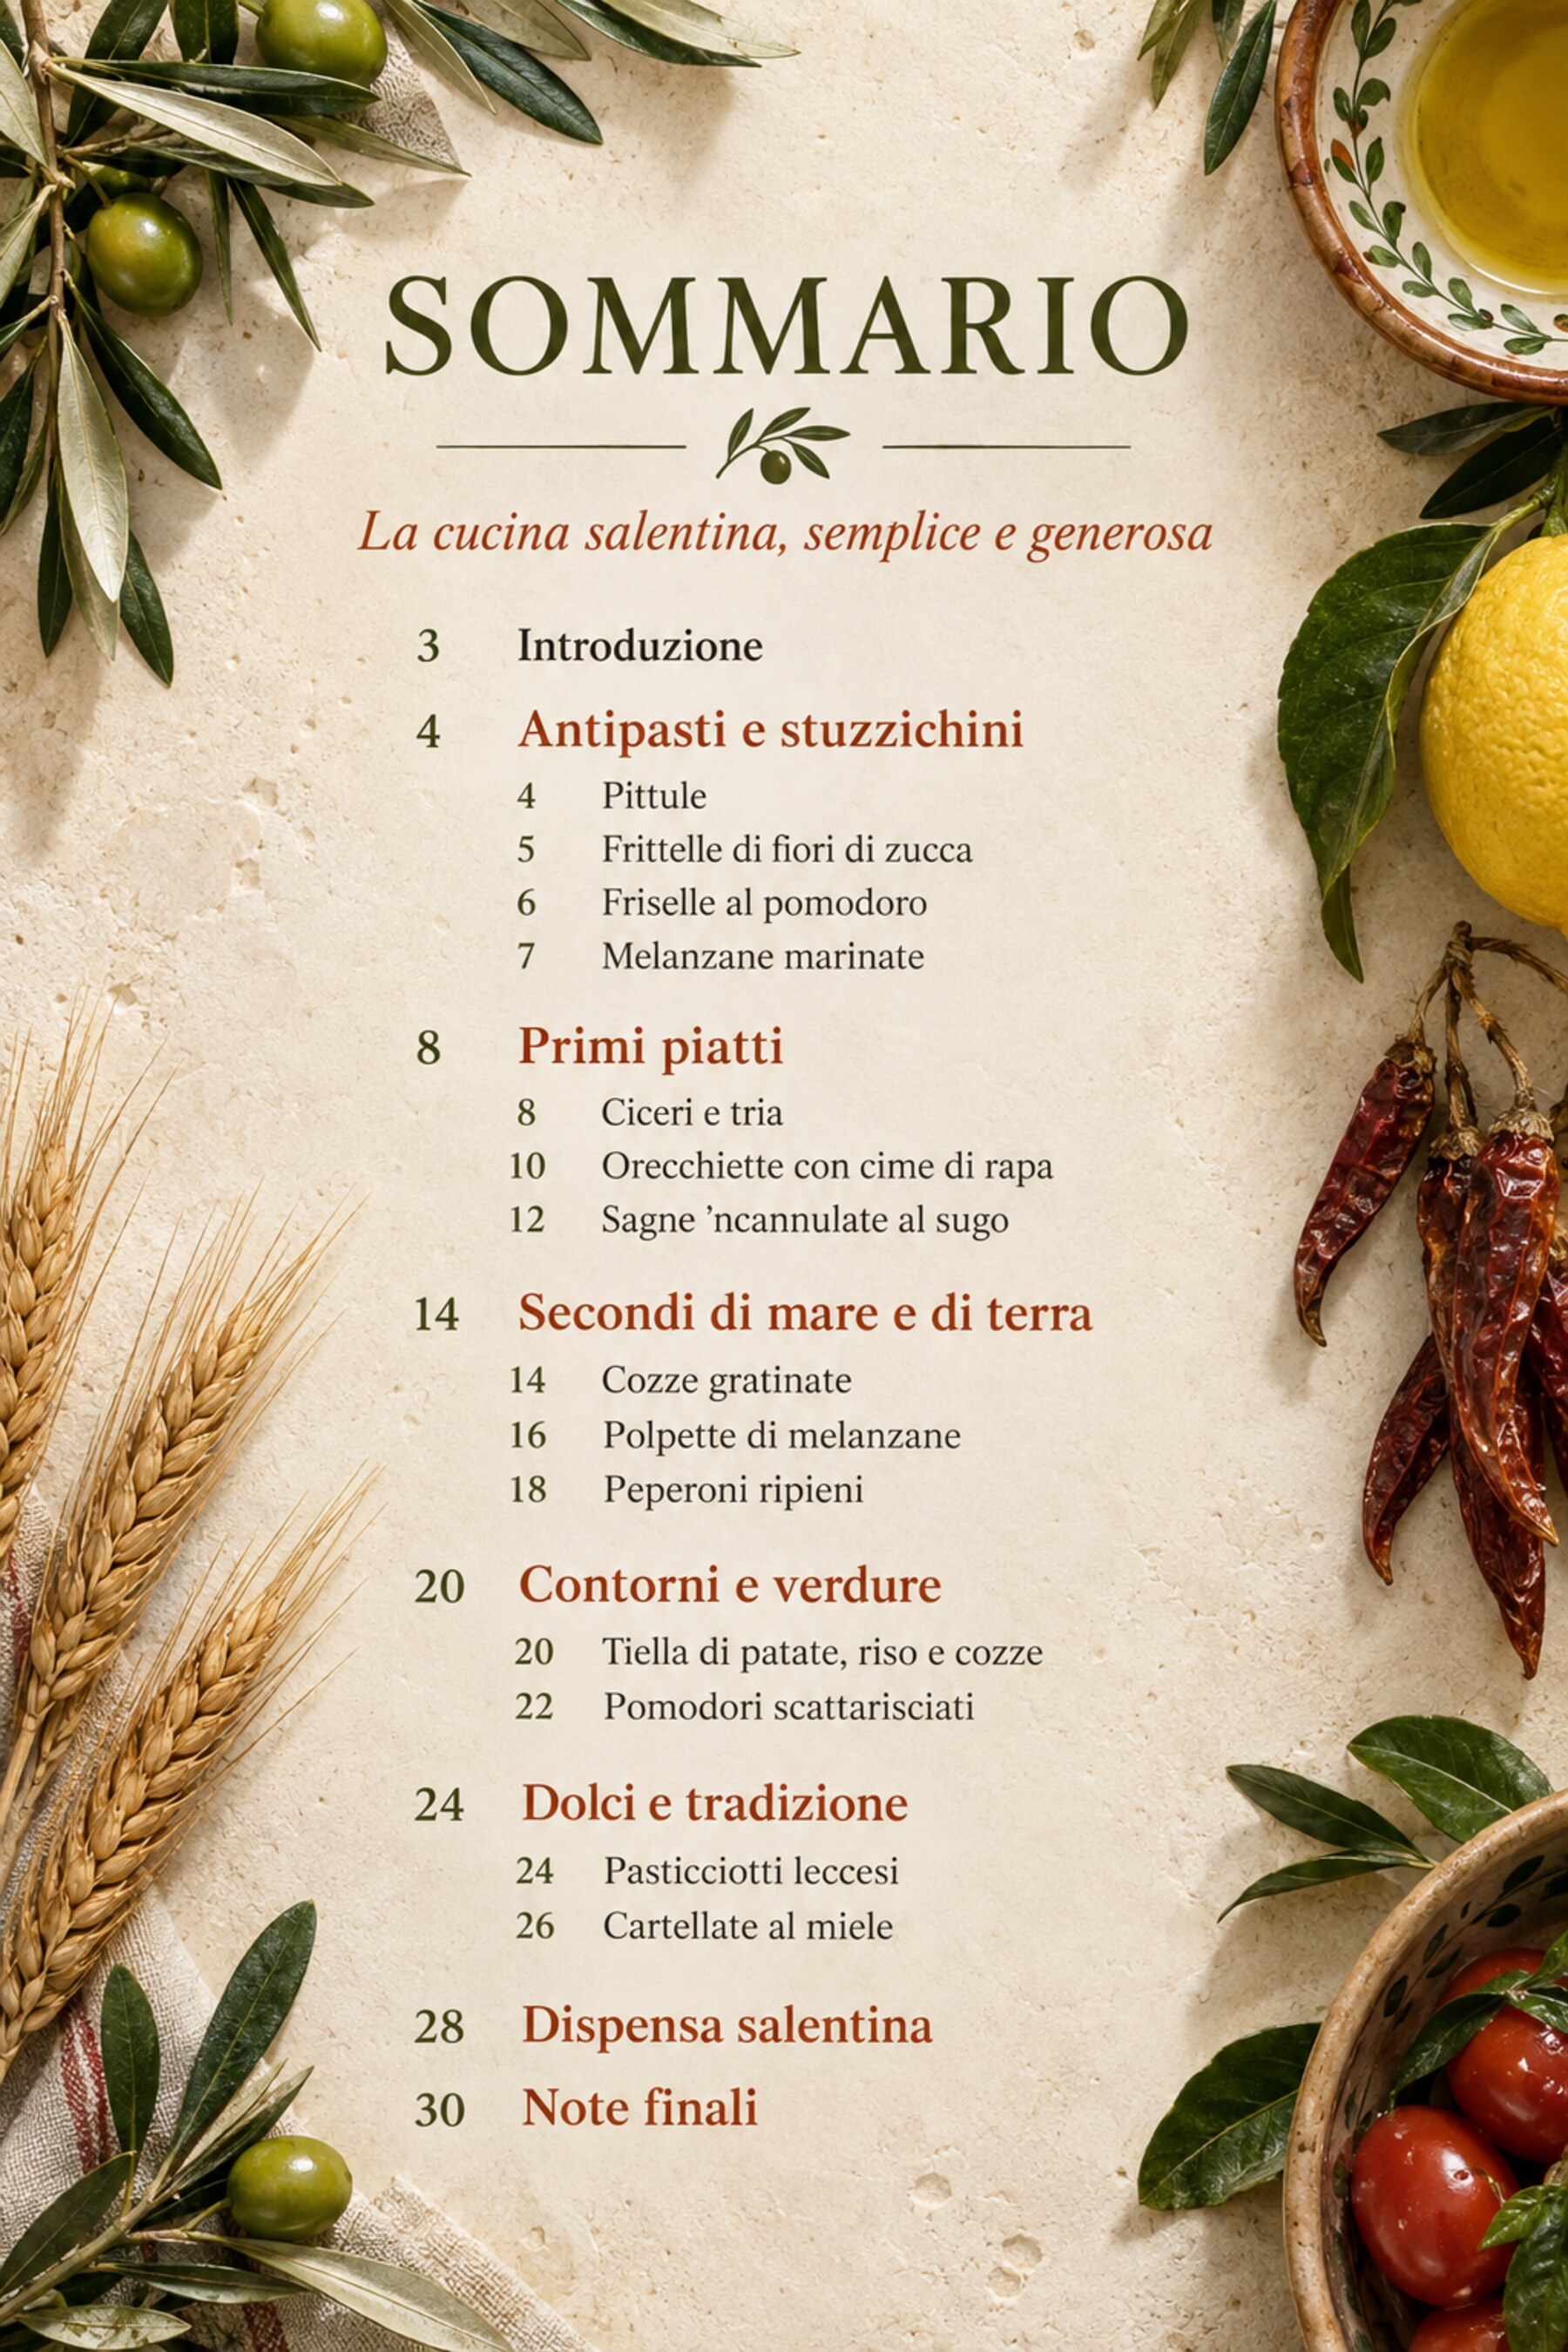 SOMMARIO
La cucina salentina, semplice e generosa
3 Introduzione
4 Antipasti e stuzzichini
4 Pittule
5 Frittelle di fiori di zucca
6 Friselle al pomodoro
7 Melanzane marinate
8 Primi piatti
8 Ciceri e tria
10 Orecchiette con cime di rapa
12 Sagne ’ncannulate al sugo
14 Secondi di mare e di terra
14 Cozze gratinate
16 Polpette di melanzane
18 Peperoni ripieni
20 Contorni e verdure
20 Tiella di patate, riso e cozze
22 Pomodori scattarisciati
24 Dolci e tradizione
24 Pasticciotti leccesi
26 Cartellate al miele
28 Dispensa salentina
30 Note finali